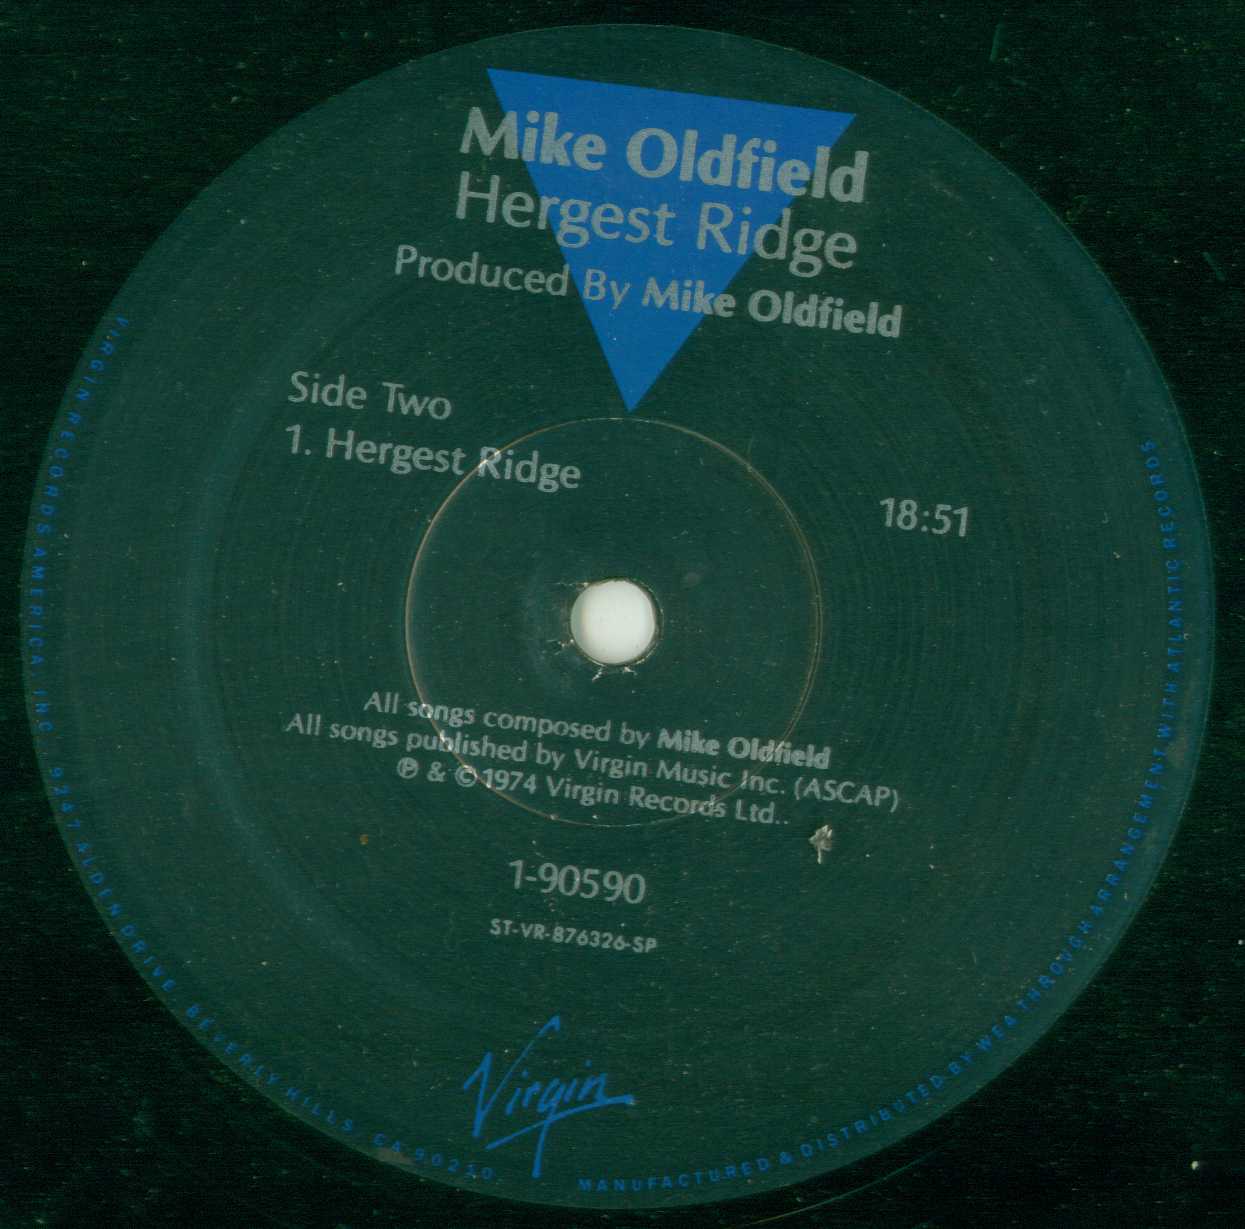 Mike Oldfield
Hergest Ridge
Produced By Mike Oldfield
Side Two
1. Hergest Ridge 18:51
All songs composed by Mike Oldfield
All songs published by Virgin Music Inc. (ASCAP)
℗ & © 1974 Virgin Records Ltd..
1-90590
ST-VR-876326-SP
Virgin
VIRGIN RECORDS AMERICA, INC., 9247 ALDEN DRIVE, BEVERLY HILLS, CA 90210
MANUFACTURED & DISTRIBUTED BY WEA THROUGH ARRANGEMENT WITH ATLANTIC RECORDS